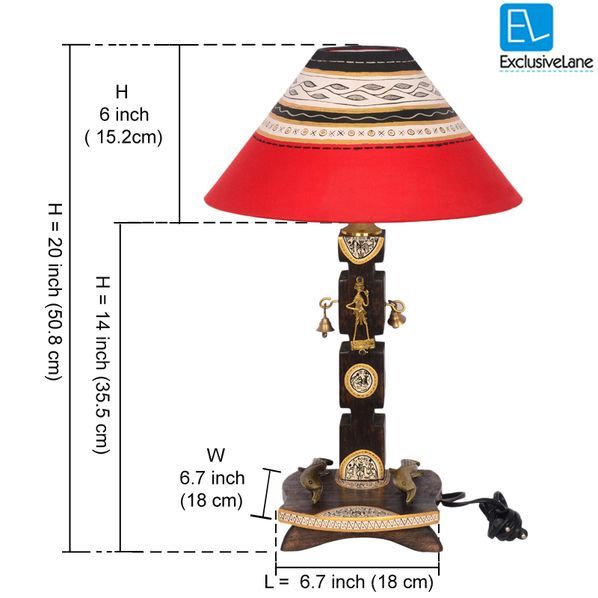 EL
ExclusiveLane
H
6 inch
( 15.2cm)
H = 20 inch (50.8 cm)
H = 14 inch (35.5 cm)
W
6.7 inch
(18 cm)
L = 6.7 inch (18 cm)